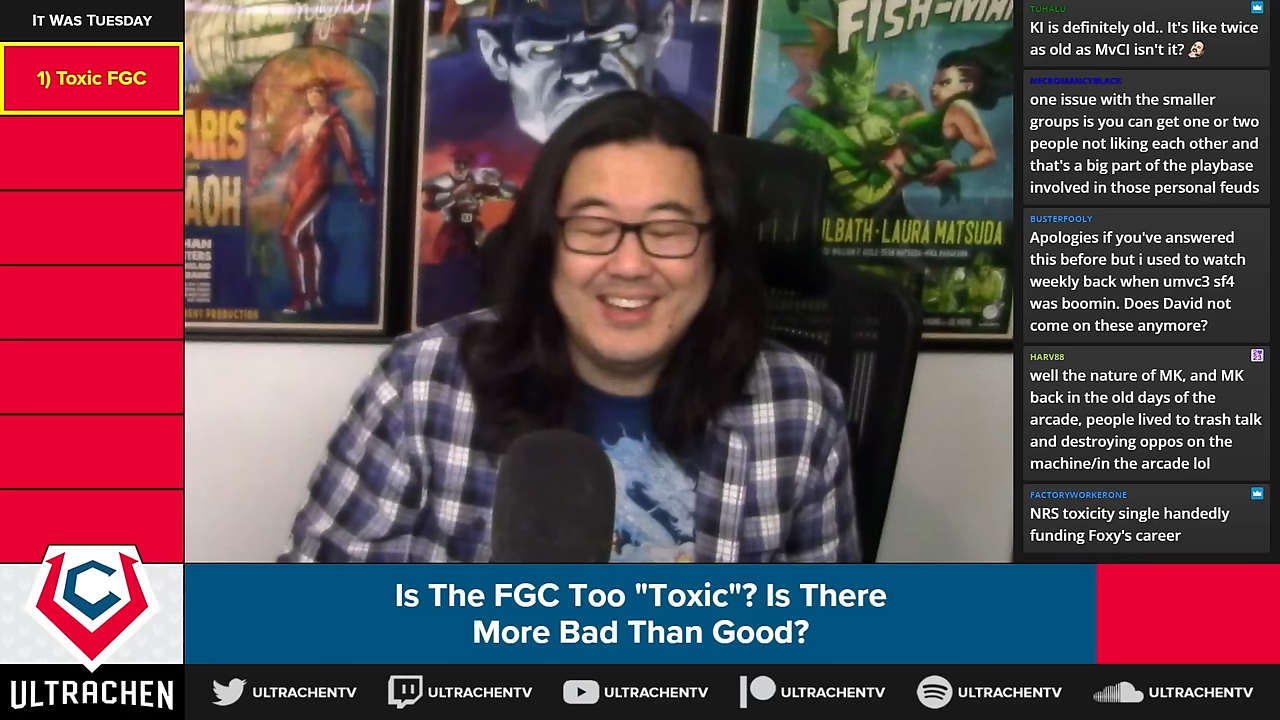 IT WAS TUESDAY
1) Toxic FGC
ARIS
AOH
FISH-MAN
LBATH · LAURA MATSUDA
ENT PRODUCTION
TUHALU
KI is definitely old.. It's like twice
as old as MvCI isn't it?
NECROMANCYBLACK
one issue with the smaller
groups is you can get one or two
people not liking each other and
that's a big part of the playbase
involved in those personal feuds
BUSTERFOOLY
Apologies if you've answered
this before but i used to watch
weekly back when umvc3 sf4
was boomin. Does David not
come on these anymore?
HARV88
well the nature of MK, and MK
back in the old days of the
arcade, people lived to trash talk
and destroying oppos on the
machine/in the arcade lol
FACTORYWORKERONE
NRS toxicity single handedly
funding Foxy's career
Is The FGC Too "Toxic"? Is There
More Bad Than Good?
ULTRACHEN
ULTRACHENTV
ULTRACHENTV
ULTRACHENTV
ULTRACHENTV
ULTRACHENTV
ULTRACHENTV